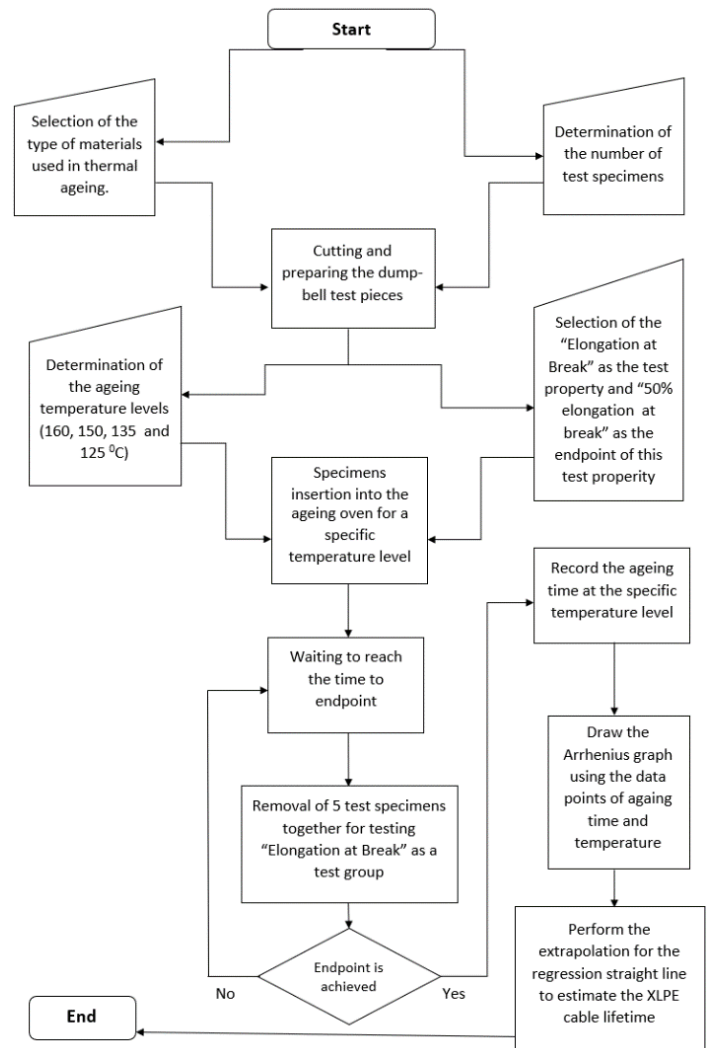 Start
Selection of the
type of materials
used in thermal
ageing.
Determination of
the number of
test specimens
Cutting and
preparing the dump-
bell test pieces
Determination of
the ageing
temperature levels
(160, 150, 135 and
125 ⁰C)
Selection of the
“Elongation at
Break” as the test
property and “50%
elongation at
break” as the
endpoint of this
test properity
Specimens
insertion into the
ageing oven for a
specific
temperature level
Waiting to reach
the time to
endpoint
Removal of 5 test specimens
together for testing
“Elongation at Break” as a
test group
Endpoint is
achieved
No
Yes
Record the ageing
time at the specific
temperature level
Draw the
Arrhenius graph
using the data
points of againg
time and
temperature
Perform the
extrapolation for the
regression straight line
to estimate the XLPE
cable lifetime
End